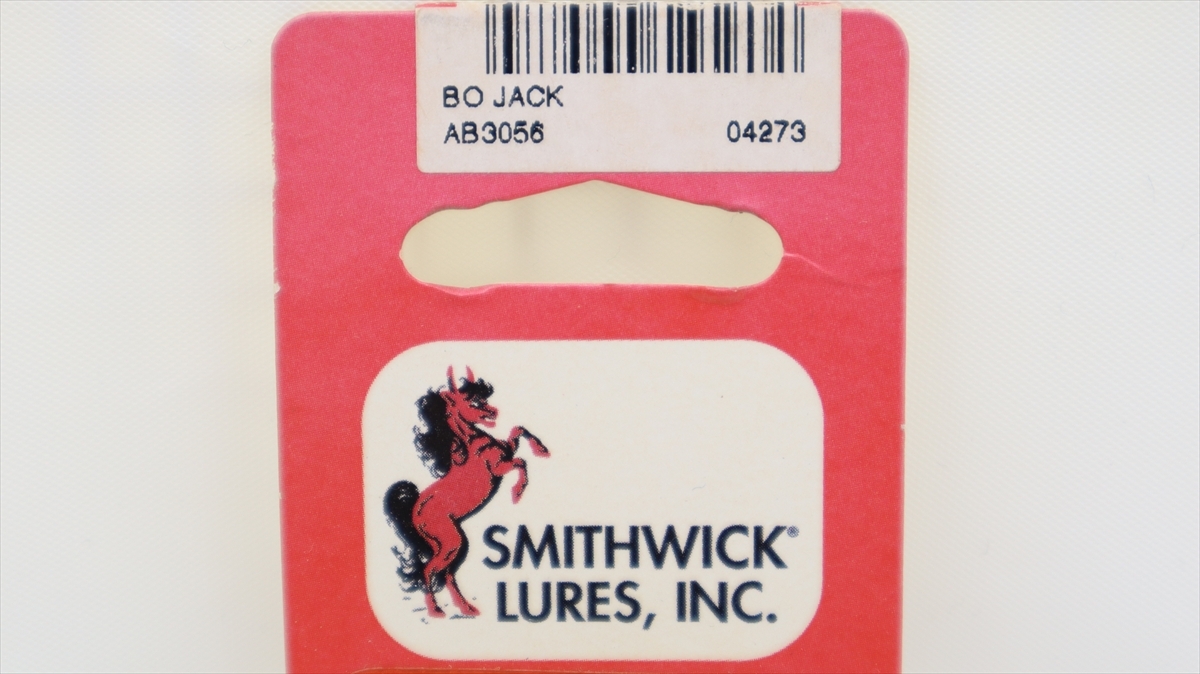 BO JACK
AB3056 04273
SMITHWICK®
LURES, INC.